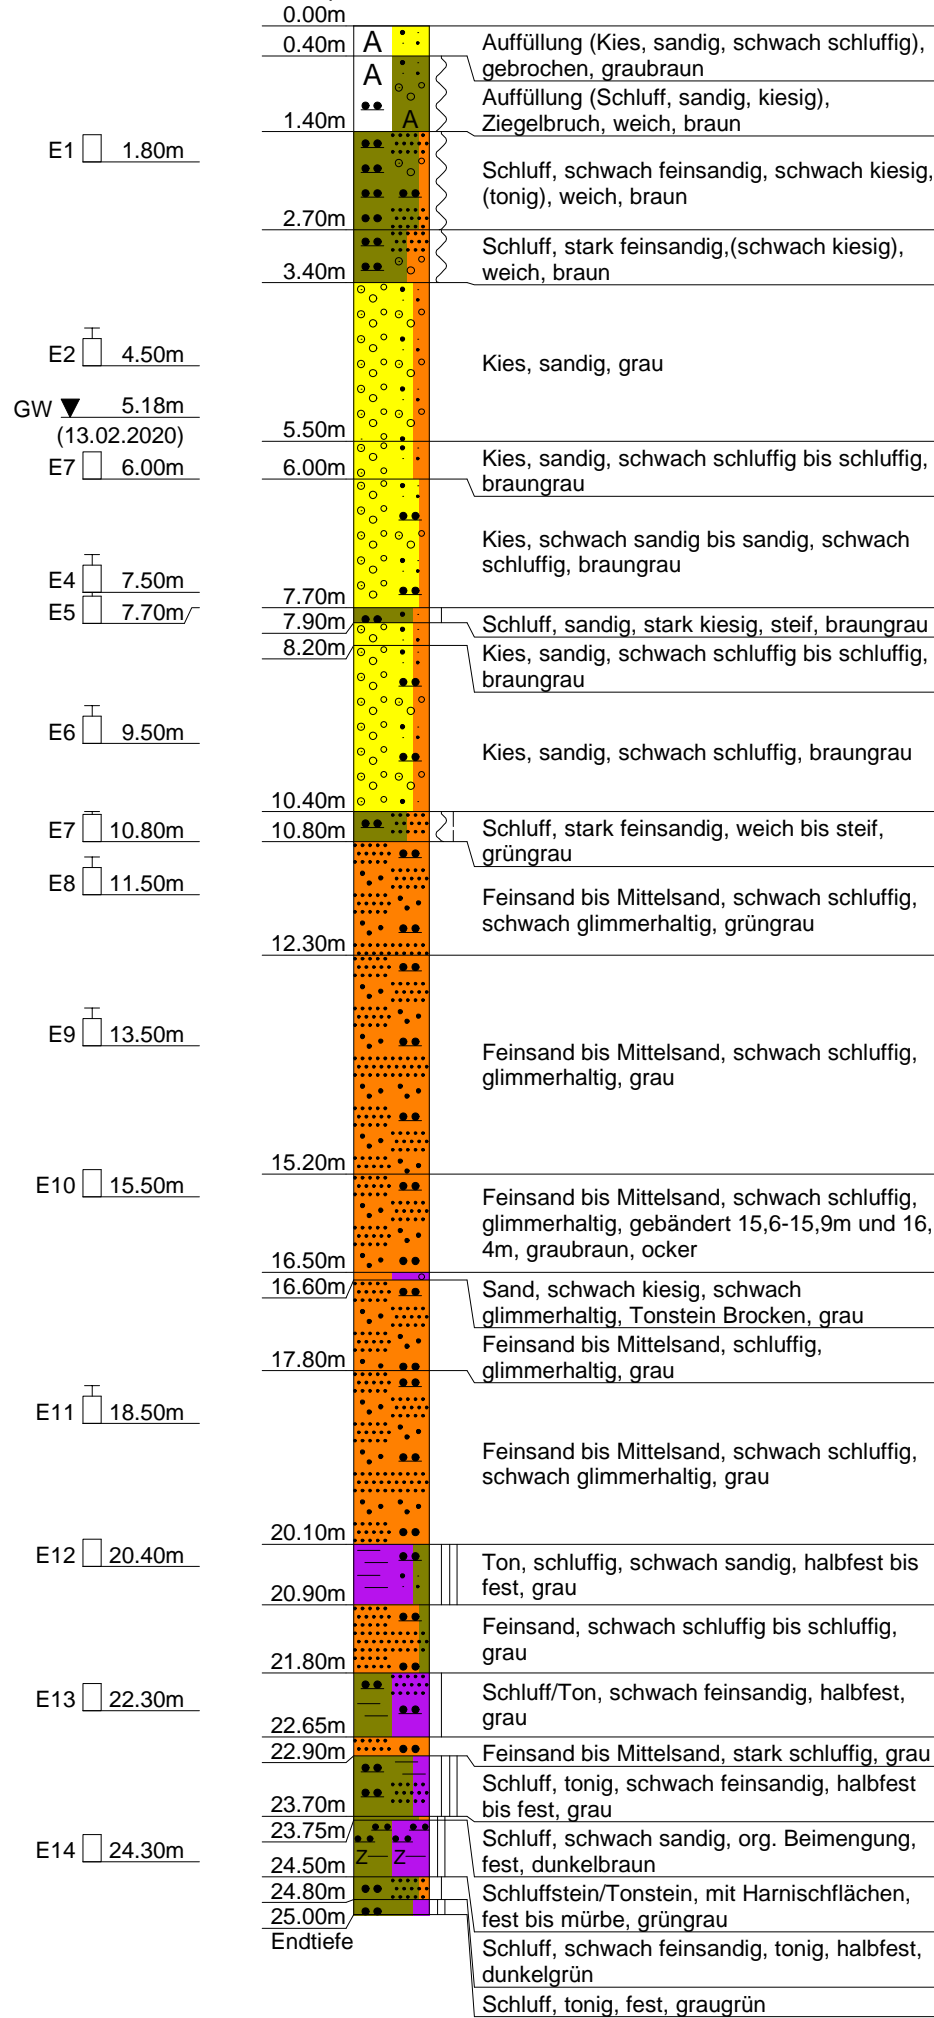 0.00m
0.40m
A
Auffüllung (Kies, sandig, schwach schluffig),
gebrochen, graubraun
A
A
1.40m
Auffüllung (Schluff, sandig, kiesig),
Ziegelbruch, weich, braun
E1 1.80m
Schluff, schwach feinsandig, schwach kiesig,
(tonig), weich, braun
2.70m
Schluff, stark feinsandig,(schwach kiesig),
weich, braun
3.40m
E2 4.50m
Kies, sandig, grau
GW 5.18m
(13.02.2020)
5.50m
E7 6.00m
6.00m
Kies, sandig, schwach schluffig bis schluffig,
braungrau
Kies, schwach sandig bis sandig, schwach
schluffig, braungrau
E4 7.50m
E5 7.70m
7.70m
7.90m
Schluff, sandig, stark kiesig, steif, braungrau
8.20m
Kies, sandig, schwach schluffig bis schluffig,
braungrau
E6 9.50m
Kies, sandig, schwach schluffig, braungrau
10.40m
E7 10.80m
10.80m
Schluff, stark feinsandig, weich bis steif,
grüngrau
E8 11.50m
Feinsand bis Mittelsand, schwach schluffig,
schwach glimmerhaltig, grüngrau
12.30m
E9 13.50m
Feinsand bis Mittelsand, schwach schluffig,
glimmerhaltig, grau
15.20m
E10 15.50m
Feinsand bis Mittelsand, schwach schluffig,
glimmerhaltig, gebändert 15,6-15,9m und 16,
4m, graubraun, ocker
16.50m
16.60m
Sand, schwach kiesig, schwach
glimmerhaltig, Tonstein Brocken, grau
Feinsand bis Mittelsand, schluffig,
glimmerhaltig, grau
17.80m
E11 18.50m
Feinsand bis Mittelsand, schwach schluffig,
schwach glimmerhaltig, grau
20.10m
E12 20.40m
Ton, schluffig, schwach sandig, halbfest bis
fest, grau
20.90m
Feinsand, schwach schluffig bis schluffig,
grau
21.80m
E13 22.30m
Schluff/Ton, schwach feinsandig, halbfest,
grau
22.65m
22.90m
Feinsand bis Mittelsand, stark schluffig, grau
Schluff, tonig, schwach feinsandig, halbfest
bis fest, grau
23.70m
23.75m
Schluff, schwach sandig, org. Beimengung,
fest, dunkelbraun
E14 24.30m
Z Z
24.50m
Schluffstein/Tonstein, mit Harnischflächen,
fest bis mürbe, grüngrau
24.80m
25.00m
Endtiefe
Schluff, schwach feinsandig, tonig, halbfest,
dunkelgrün
Schluff, tonig, fest, graugrün